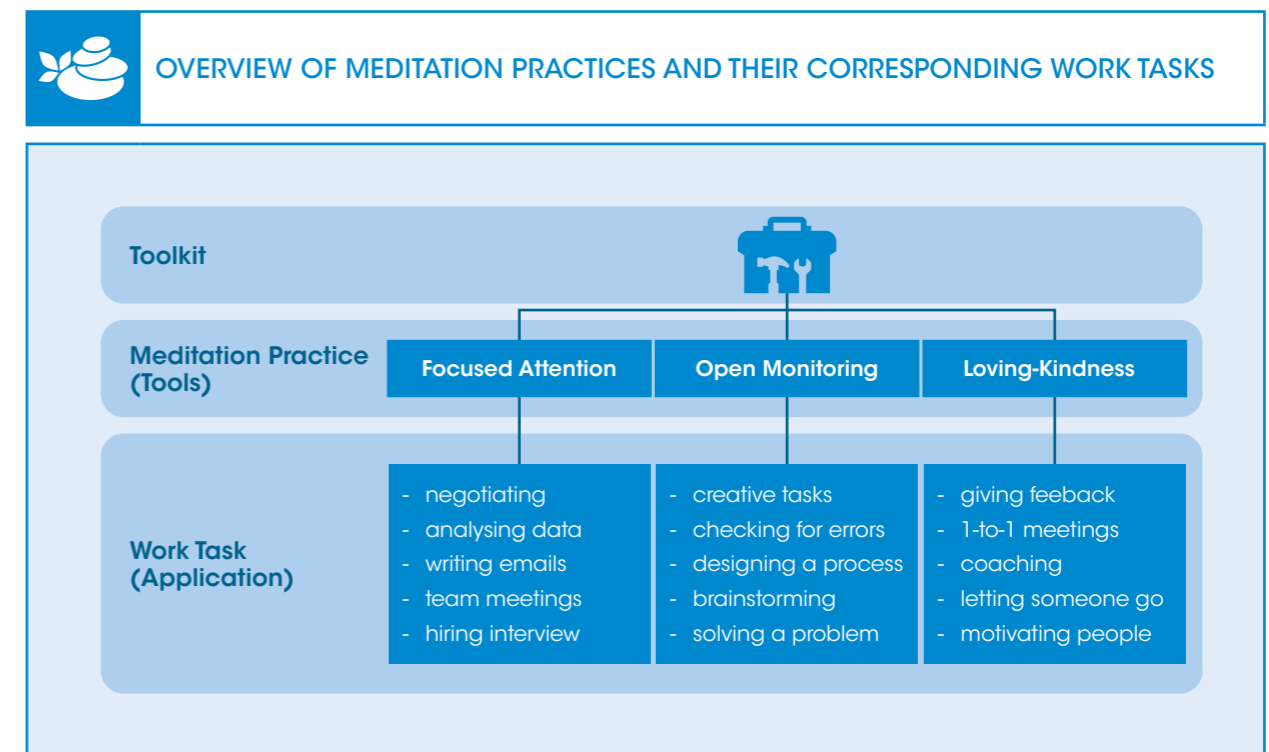 OVERVIEW OF MEDITATION PRACTICES AND THEIR CORRESPONDING WORK TASKS
Toolkit
Meditation Practice
(Tools)
Focused Attention
Open Monitoring
Loving-Kindness
Work Task
(Application)
- negotiating
- analysing data
- writing emails
- team meetings
- hiring interview
- creative tasks
- checking for errors
- designing a process
- brainstorming
- solving a problem
- giving feeback
- 1-to-1 meetings
- coaching
- letting someone go
- motivating people